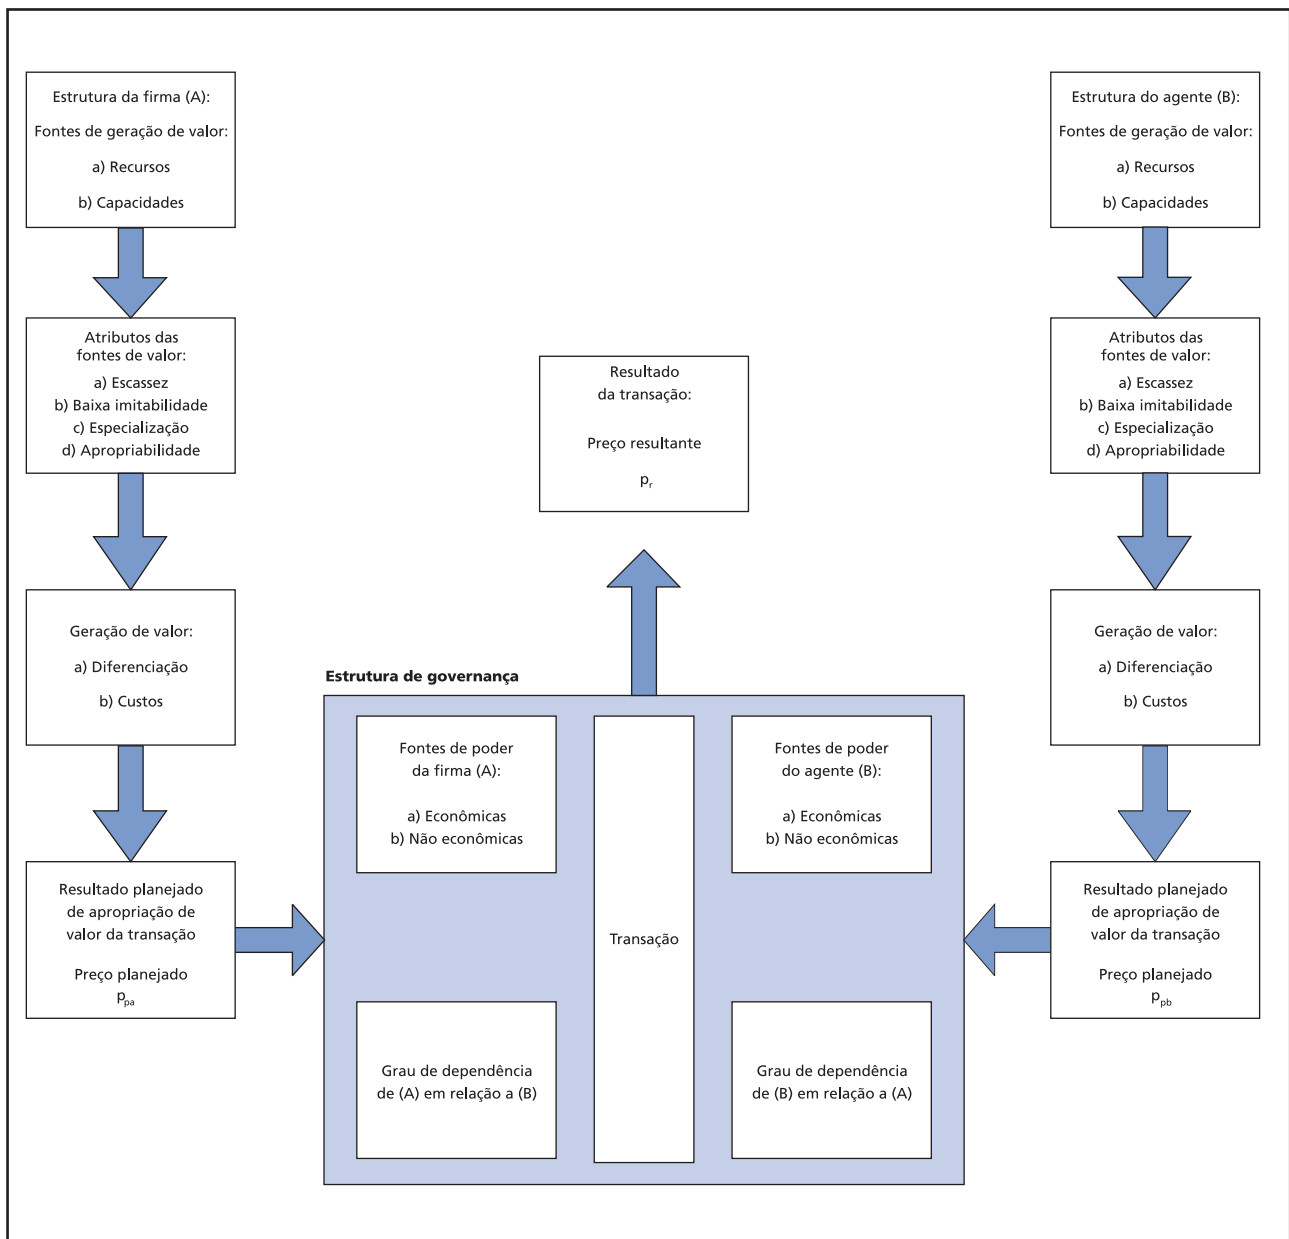 Estrutura da firma (A):
Fontes de geração de valor:
a) Recursos
b) Capacidades
Atributos das
fontes de valor:
a) Escassez
b) Baixa imitabilidade
c) Especialização
d) Apropriabilidade
Geração de valor:
a) Diferenciação
b) Custos
Resultado planejado
de apropriação de
valor da transação
Preço planejado
p_pa
Resultado
da transação:
Preço resultante
p_r
Estrutura de governança
Fontes de poder
da firma (A):
a) Econômicas
b) Não econômicas
Grau de dependência
de (A) em relação a (B)
Transação
Fontes de poder
do agente (B):
a) Econômicas
b) Não econômicas
Grau de dependência
de (B) em relação a (A)
Estrutura do agente (B):
Fontes de geração de valor:
a) Recursos
b) Capacidades
Atributos das
fontes de valor:
a) Escassez
b) Baixa imitabilidade
c) Especialização
d) Apropriabilidade
Geração de valor:
a) Diferenciação
b) Custos
Resultado planejado
de apropriação de
valor da transação
Preço planejado
p_pb